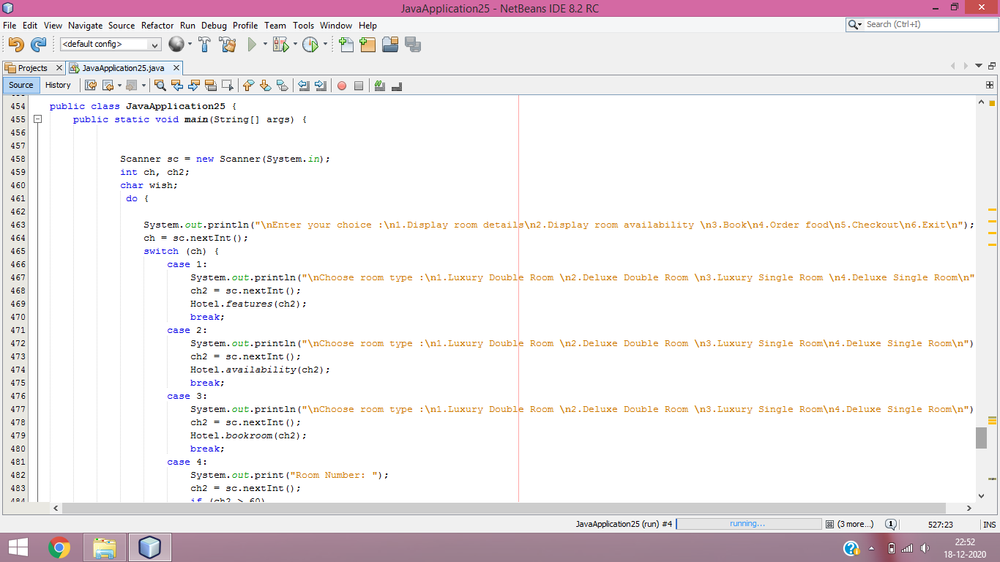 JavaApplication25 - NetBeans IDE 8.2 RC
File Edit View Navigate Source Refactor Run Debug Profile Team Tools Window Help
Search (Ctrl+I)
<default config>
Projects
JavaApplication25.java
Source History
454 public class JavaApplication25 {
455 public static void main(String[] args) {
456
457
458 Scanner sc = new Scanner(System.in);
459 int ch, ch2;
460 char wish;
461 do {
462
463 System.out.println("\nEnter your choice :\n1.Display room details\n2.Display room availability \n3.Book\n4.Order food\n5.Checkout\n6.Exit\n");
464 ch = sc.nextInt();
465 switch (ch) {
466 case 1:
467 System.out.println("\nChoose room type :\n1.Luxury Double Room \n2.Deluxe Double Room \n3.Luxury Single Room \n4.Deluxe Single Room\n"
468 ch2 = sc.nextInt();
469 Hotel.features(ch2);
470 break;
471 case 2:
472 System.out.println("\nChoose room type :\n1.Luxury Double Room \n2.Deluxe Double Room \n3.Luxury Single Room\n4.Deluxe Single Room\n")
473 ch2 = sc.nextInt();
474 Hotel.availability(ch2);
475 break;
476 case 3:
477 System.out.println("\nChoose room type :\n1.Luxury Double Room \n2.Deluxe Double Room \n3.Luxury Single Room\n4.Deluxe Single Room\n")
478 ch2 = sc.nextInt();
479 Hotel.bookroom(ch2);
480 break;
481 case 4:
482 System.out.print("Room Number: ");
483 ch2 = sc.nextInt();
484 if (ch2 > 60)
JavaApplication25 (run) #4 running... (3 more...) 1 527:23 INS
22:52
18-12-2020